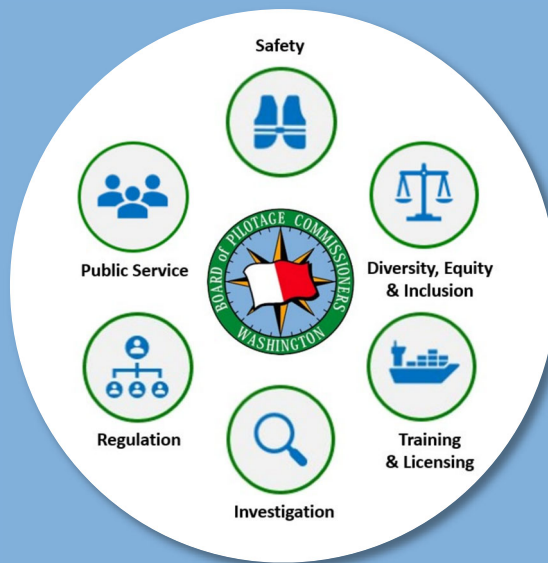 Safety
Public Service
Diversity, Equity
& Inclusion
BOARD of PILOTAGE COMMISSIONERS
WASHINGTON
Regulation
Training
& Licensing
Investigation